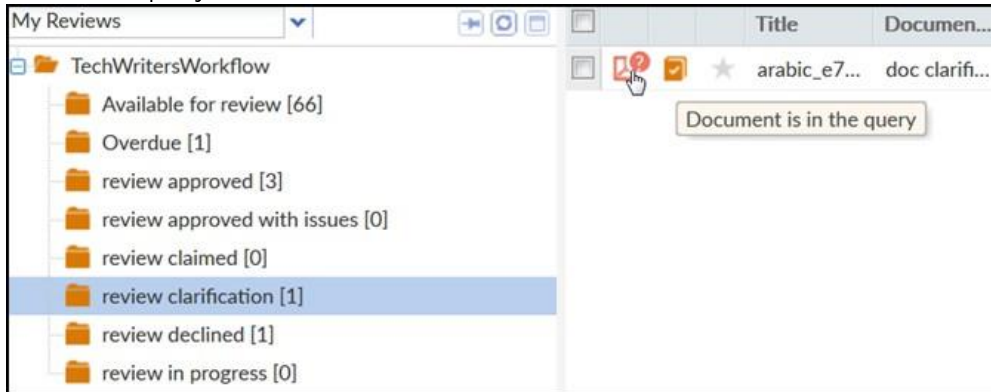 My Reviews
Title
Documen...
TechWritersWorkflow
arabic_e7...
doc clarifi...
Available for review [66]
Document is in the query
Overdue [1]
review approved [3]
review approved with issues [0]
review claimed [0]
review clarification [1]
review declined [1]
review in progress [0]